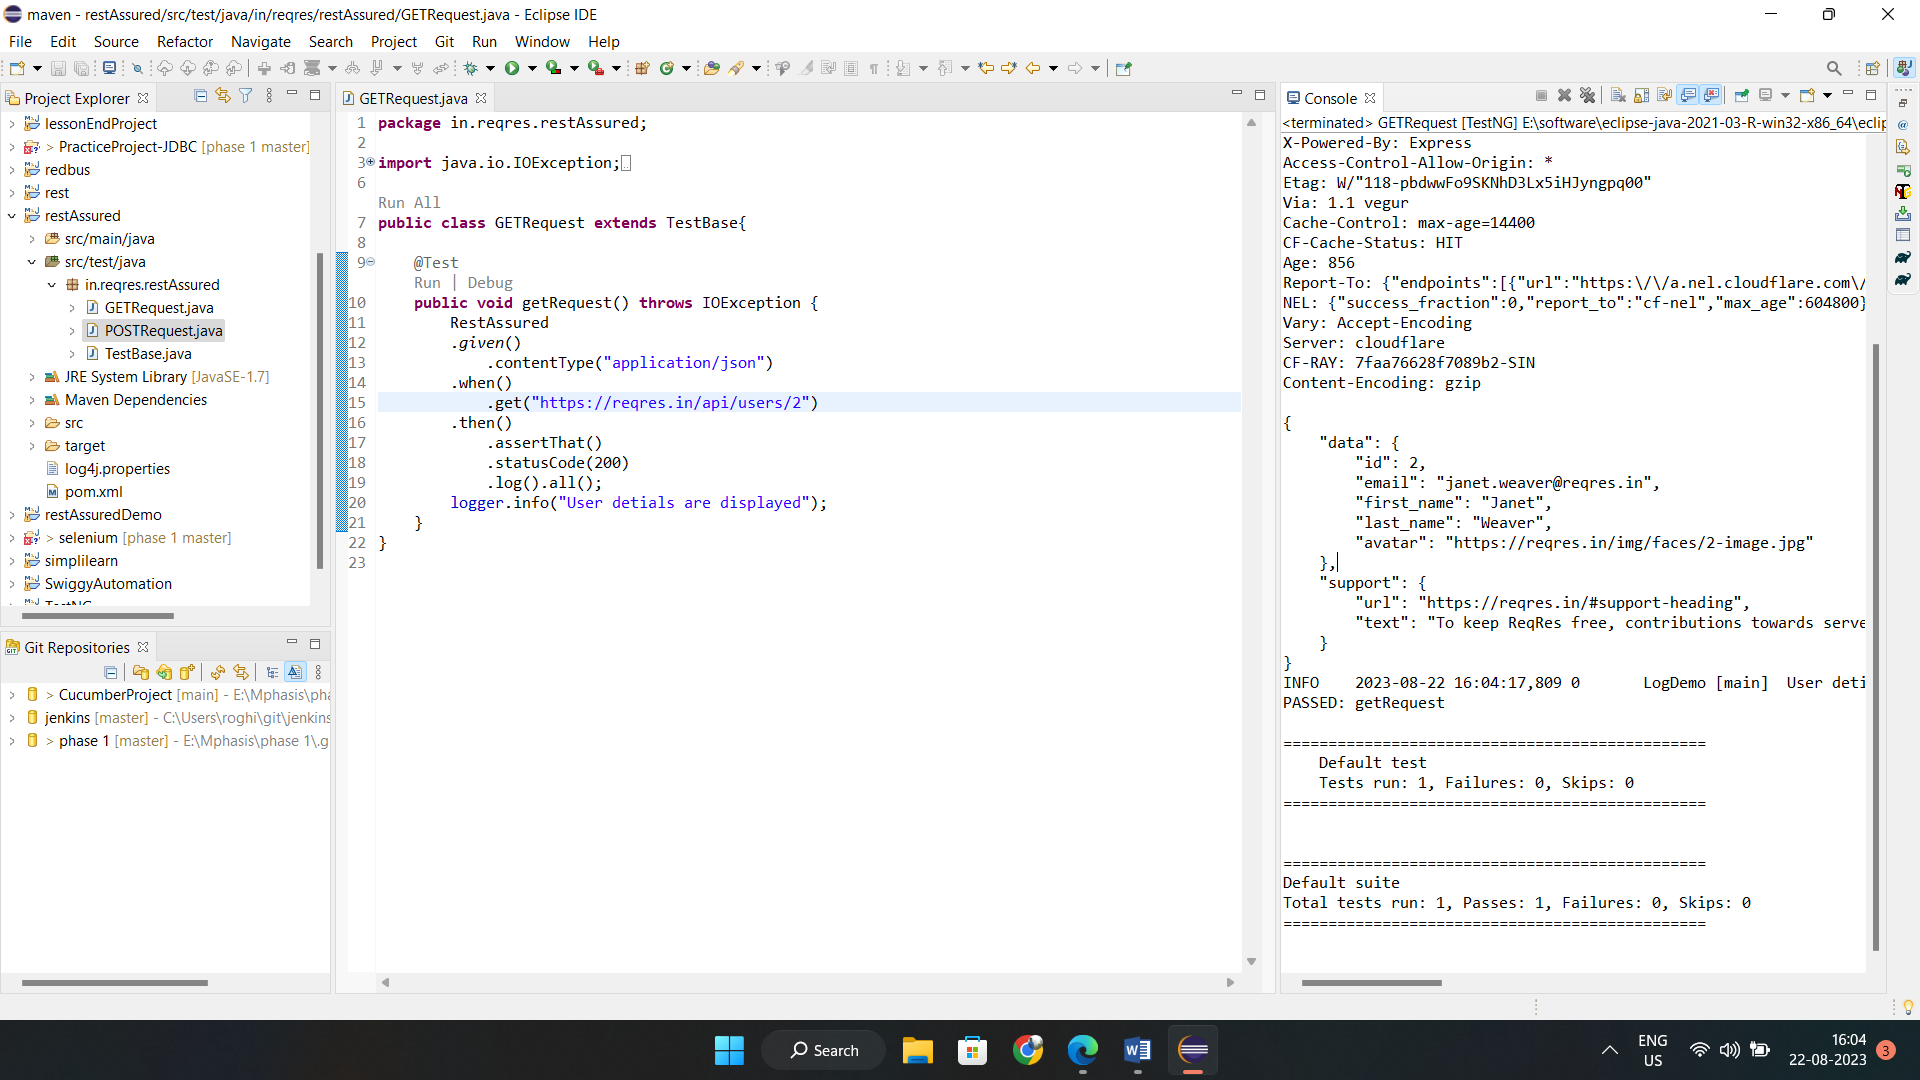 maven - restAssured/src/test/java/in/reqres/restAssured/GETRequest.java - Eclipse IDE
File Edit Source Refactor Navigate Search Project Git Run Window Help
Project Explorer
lessonEndProject
> PracticeProject-JDBC [phase 1 master]
redbus
rest
restAssured
src/main/java
src/test/java
in.reqres.restAssured
GETRequest.java
POSTRequest.java
TestBase.java
JRE System Library [JavaSE-1.7]
Maven Dependencies
src
target
log4j.properties
pom.xml
restAssuredDemo
> selenium [phase 1 master]
simplilearn
SwiggyAutomation
TestNG
Git Repositories
> CucumberProject [main] - E:\Mphasis\pha
jenkins [master] - C:\Users\roghi\git\jenkins
> phase 1 [master] - E:\Mphasis\phase 1\.g
GETRequest.java
1 package in.reqres.restAssured;
2
3 import java.io.IOException;
6
Run All
7 public class GETRequest extends TestBase{
8
9 @Test
Run | Debug
10 public void getRequest() throws IOException {
11 RestAssured
12 .given()
13 .contentType("application/json")
14 .when()
15 .get("https://reqres.in/api/users/2")
16 .then()
17 .assertThat()
18 .statusCode(200)
19 .log().all();
20 logger.info("User detials are displayed");
21 }
22 }
23
Console
<terminated> GETRequest [TestNG] E:\software\eclipse-java-2021-03-R-win32-x86_64\eclip
X-Powered-By: Express
Access-Control-Allow-Origin: *
Etag: W/"118-pbdwwFo9SKNhD3Lx5iHJyngpq00"
Via: 1.1 vegur
Cache-Control: max-age=14400
CF-Cache-Status: HIT
Age: 856
Report-To: {"endpoints":[{"url":"https:\/\/a.nel.cloudflare.com\/
NEL: {"success_fraction":0,"report_to":"cf-nel","max_age":604800}
Vary: Accept-Encoding
Server: cloudflare
CF-RAY: 7faa76628f7089b2-SIN
Content-Encoding: gzip
{
"data": {
"id": 2,
"email": "janet.weaver@reqres.in",
"first_name": "Janet",
"last_name": "Weaver",
"avatar": "https://reqres.in/img/faces/2-image.jpg"
},
"support": {
"url": "https://reqres.in/#support-heading",
"text": "To keep ReqRes free, contributions towards serve
}
}
INFO 2023-08-22 16:04:17,809 0 LogDemo [main] User deti
PASSED: getRequest
===============================================
Default test
Tests run: 1, Failures: 0, Skips: 0
===============================================
===============================================
Default suite
Total tests run: 1, Passes: 1, Failures: 0, Skips: 0
===============================================
Search
ENG
US
16:04
22-08-2023
3